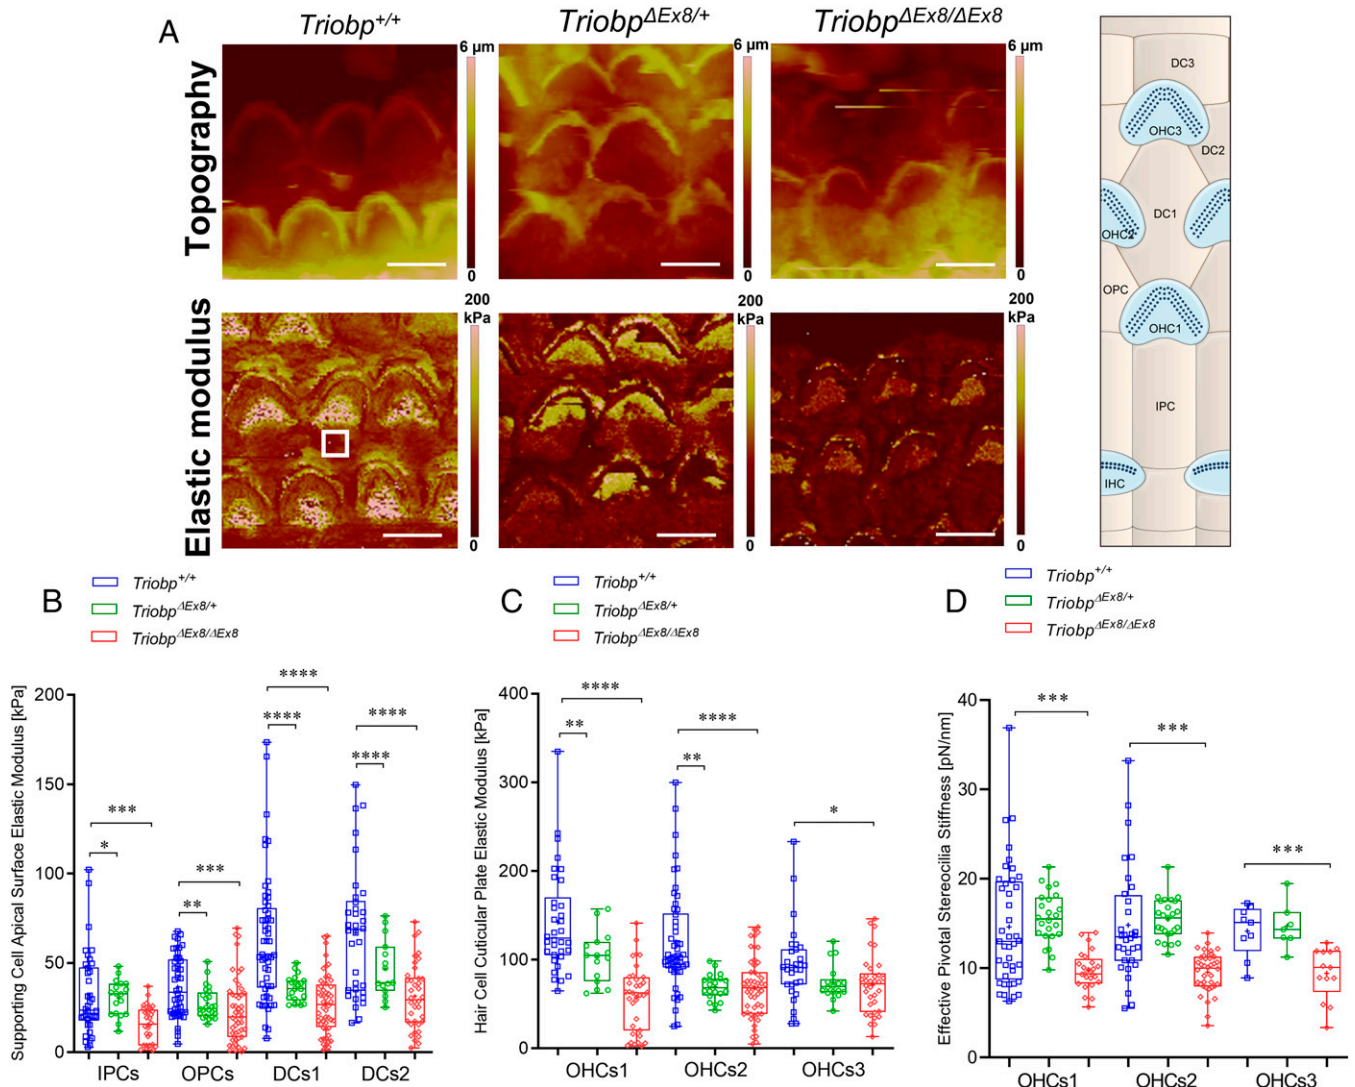 A
Triobp+/+
TriobpΔEx8/+
TriobpΔEx8/ΔEx8
Topography
6 µm
0
6 µm
0
6 µm
0
Elastic modulus
200
kPa
0
200
kPa
0
200
kPa
0
DC3
OHC3
DC2
DC1
OHC2
OPC
OHC1
IPC
IHC
B
Triobp+/+
TriobpΔEx8/+
TriobpΔEx8/ΔEx8
Supporting Cell Apical Surface Elastic Modulus [kPa]
200
150
100
50
0
***
*
***
**
****
****
****
****
IPCs
OPCs
DCs1
DCs2
C
Triobp+/+
TriobpΔEx8/+
TriobpΔEx8/ΔEx8
Hair Cell Cuticular Plate Elastic Modulus [kPa]
400
300
200
100
0
****
**
****
**
*
OHCs1
OHCs2
OHCs3
D
Triobp+/+
TriobpΔEx8/+
TriobpΔEx8/ΔEx8
Effective Pivotal Stereocilia Stiffness [pN/nm]
40
30
20
10
0
***
***
***
OHCs1
OHCs2
OHCs3